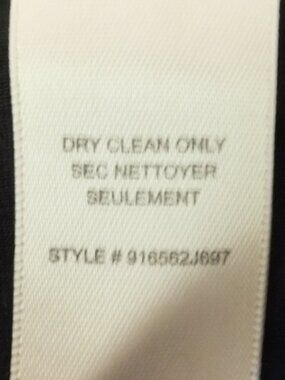 DRY CLEAN ONLY
SEC NETTOYER
SEULEMENT
STYLE # 916562J697